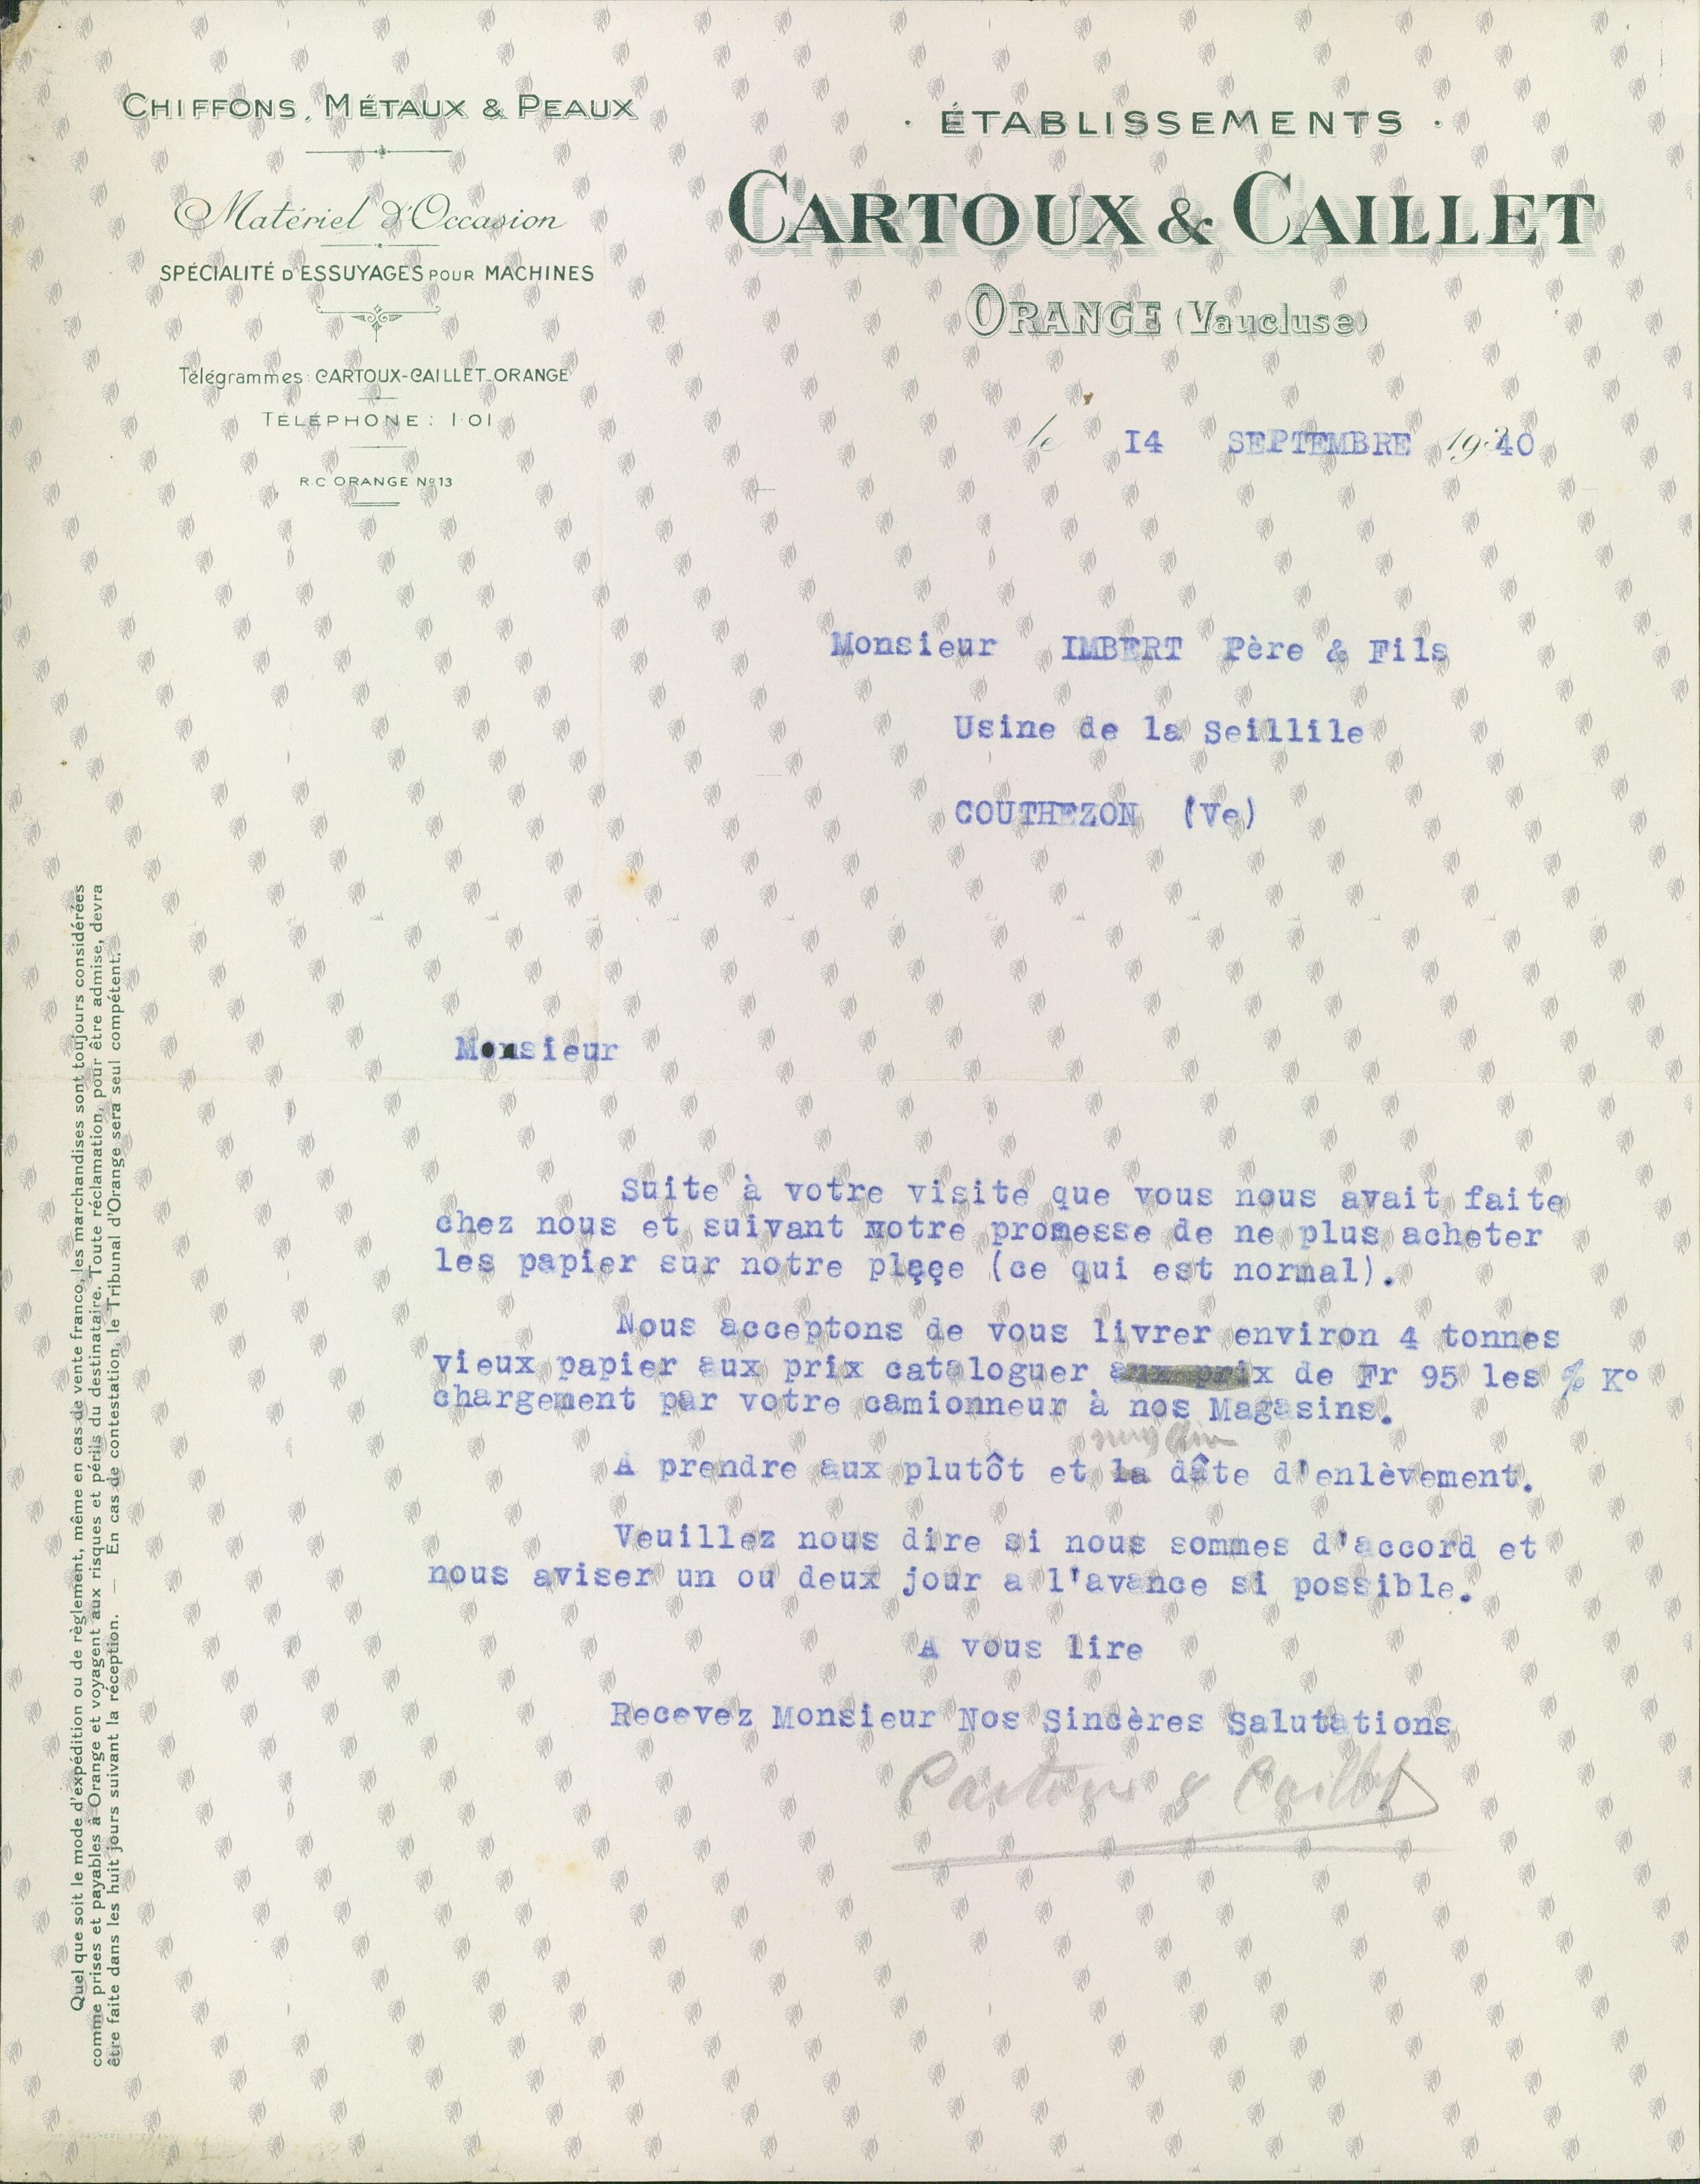 CHIFFONS, MÉTAUX & PEAUX
Matériel d'Occasion
SPÉCIALITÉ D'ESSUYAGES POUR MACHINES
Télégrammes: CARTOUX-CAILLET-ORANGE
TÉLÉPHONE: 1-01
R.C. ORANGE Nº 13
· ÉTABLISSEMENTS ·
CARTOUX & CAILLET
ORANGE (Vaucluse)
le 14 SEPTEMBRE 1940
Monsieur IMBERT Père & Fils
Usine de la Seillile
COUTHEZON (Ve)
Monsieur
Suite à votre visite que vous nous avait faite
chez nous et suivant votre promesse de ne plus acheter
les papier sur notre plaçe (ce qui est normal).
Nous acceptons de vous livrer environ 4 tonnes
vieux papier aux prix cataloguer aux prix de Fr 95 les % Kº
chargement par votre camionneur à nos Magasins.
A prendre aux plutôt et la dâte d'enlèvement.
Veuillez nous dire si nous sommes d'accord et
nous aviser un ou deux jour a l'avance si possible.
A vous lire
Recevez Monsieur Nos Sincères Salutations
Cartoux & Caillet
Quel que soit le mode d'expédition ou de règlement, même en cas de vente franco, les marchandises sont toujours considérées
comme prises et payables à Orange et voyagent aux risques et périls du destinataire. Toute réclamation, pour être admise, devra
être faite dans les huit jours suivant la réception. — En cas de contestation, le Tribunal d'Orange sera seul compétent.